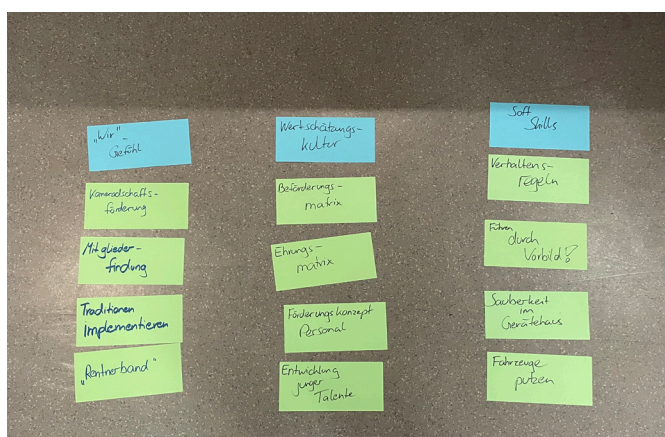 „Wir"-
Gefühl
Kameradschafts-
förderung
Mitglieder-
findung
Traditionen
Implementieren
„Rentnerband"
Wertschätzungs-
kultur
Beförderungs-
matrix
Ehrungs-
matrix
Förderungskonzept
Personal
Entwicklung
junger
Talente
Soft
Skills
Verhaltens-
regeln
Führen
durch
Vorbild!?
Sauberkeit
im
Gerätehaus
Fahrzeuge
putzen